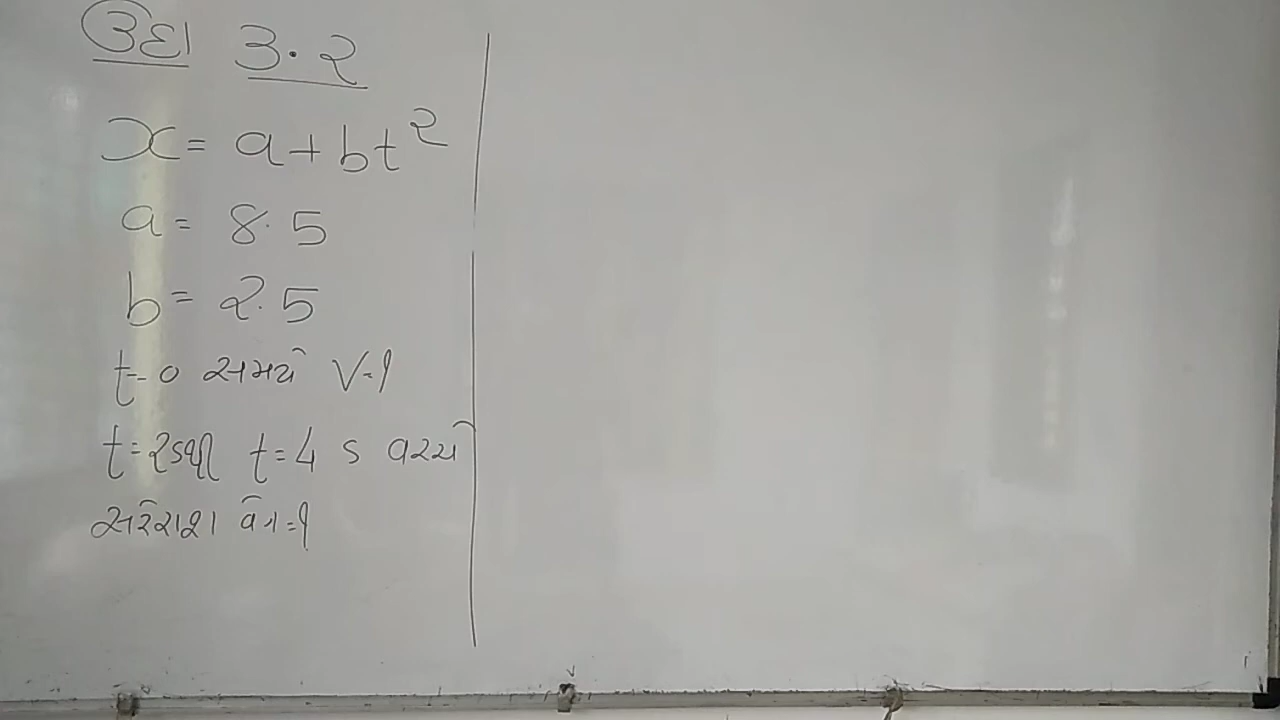 ઉદા ૩.૨
x = a + bt²
a = 8.5
b = 2.5
t=0 સમયે V=?
t=2sથી t=4 s વચ્ચે
સરેરાશ વેગ=?